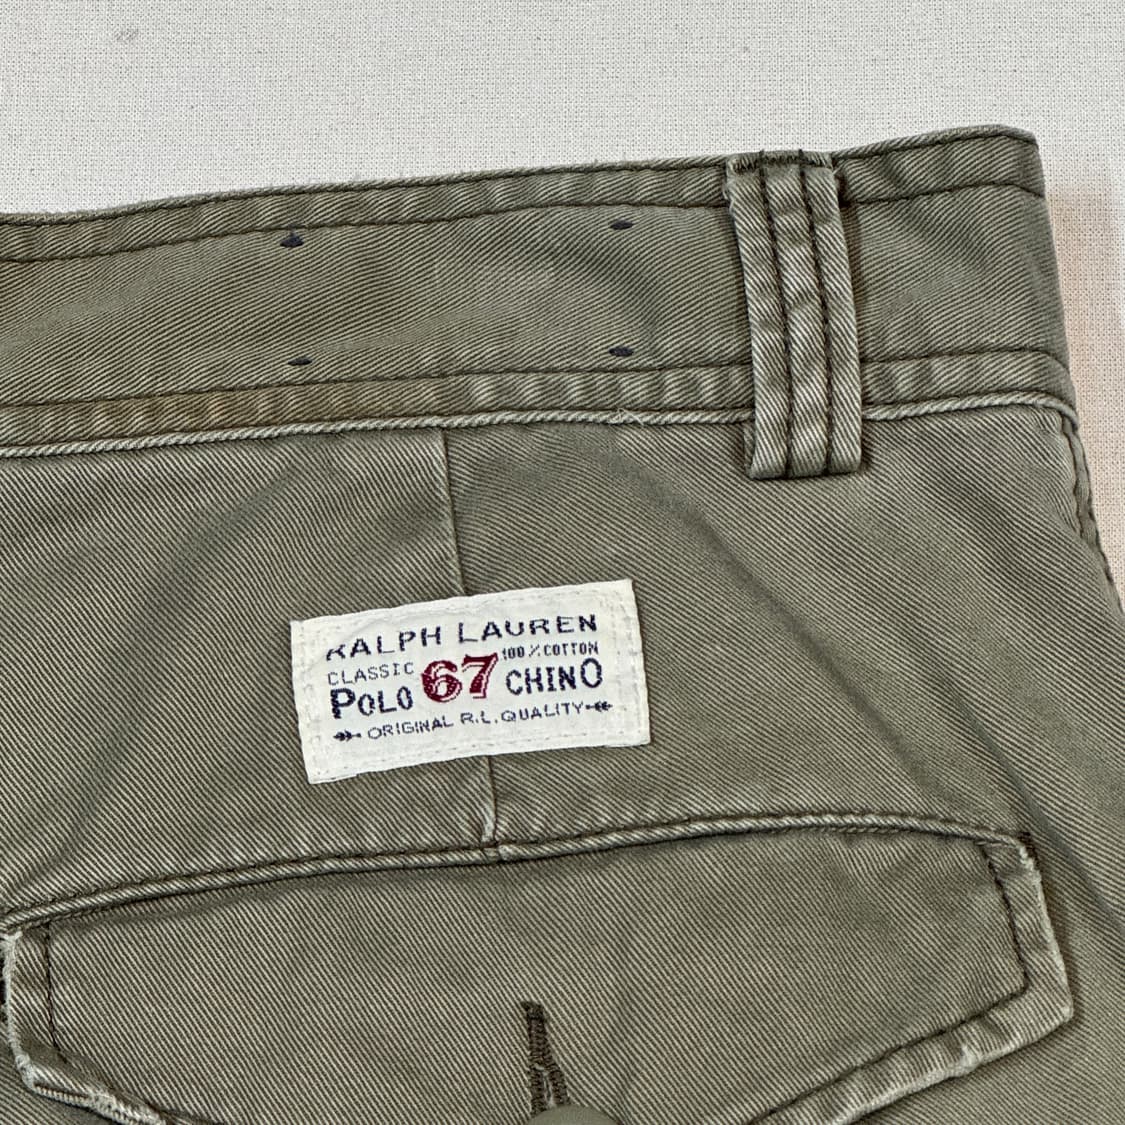 RALPH LAUREN
CLASSIC 67 100% COTTON
POLO CHINO
ORIGINAL R.L. QUALITY